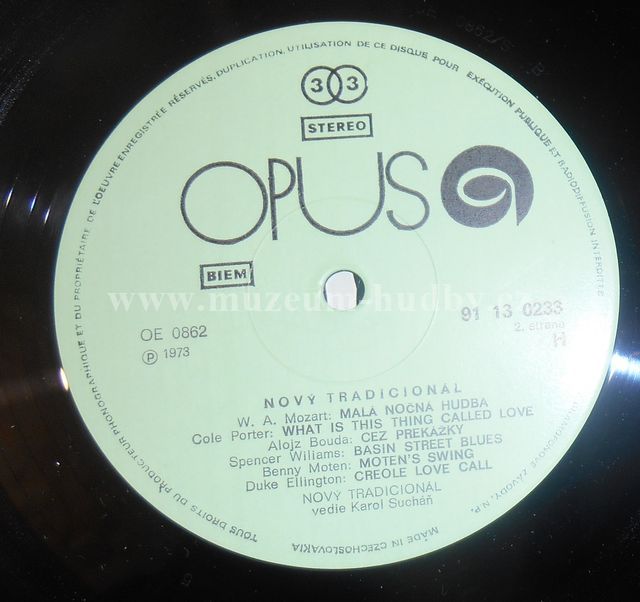 TOUS DROITS DU PRODUCTEUR PHONOGRAPHIQUE ET DU PROPRIÉTAIRE DE L'OEUVRE ENREGISTRÉE RÉSERVÉS. DUPLICATION, UTILISATION DE CE DISQUE POUR EXÉCUTION PUBLIQUE ET RADIODIFFUSION INTERDITE
33
STEREO
OPUS
BIEM
www.muzeum-hudby.cz
OE 0862
℗ 1973
91 13 0233
2. strana
H
NOVÝ TRADICIONÁL
W. A. Mozart: MALÁ NOČNÁ HUDBA
Cole Porter: WHAT IS THIS THING CALLED LOVE
Alojz Bouda: CEZ PREKÁŽKY
Spencer Wiliams: BASIN STREET BLUES
Benny Moten: MOTEN'S SWING
Duke Ellington: CREOLE LOVE CALL
NOVÝ TRADICIONÁL
vedie Karol Sucháň
MADE IN CZECHOSLOVAKIA
ZÁVODY, N.P.